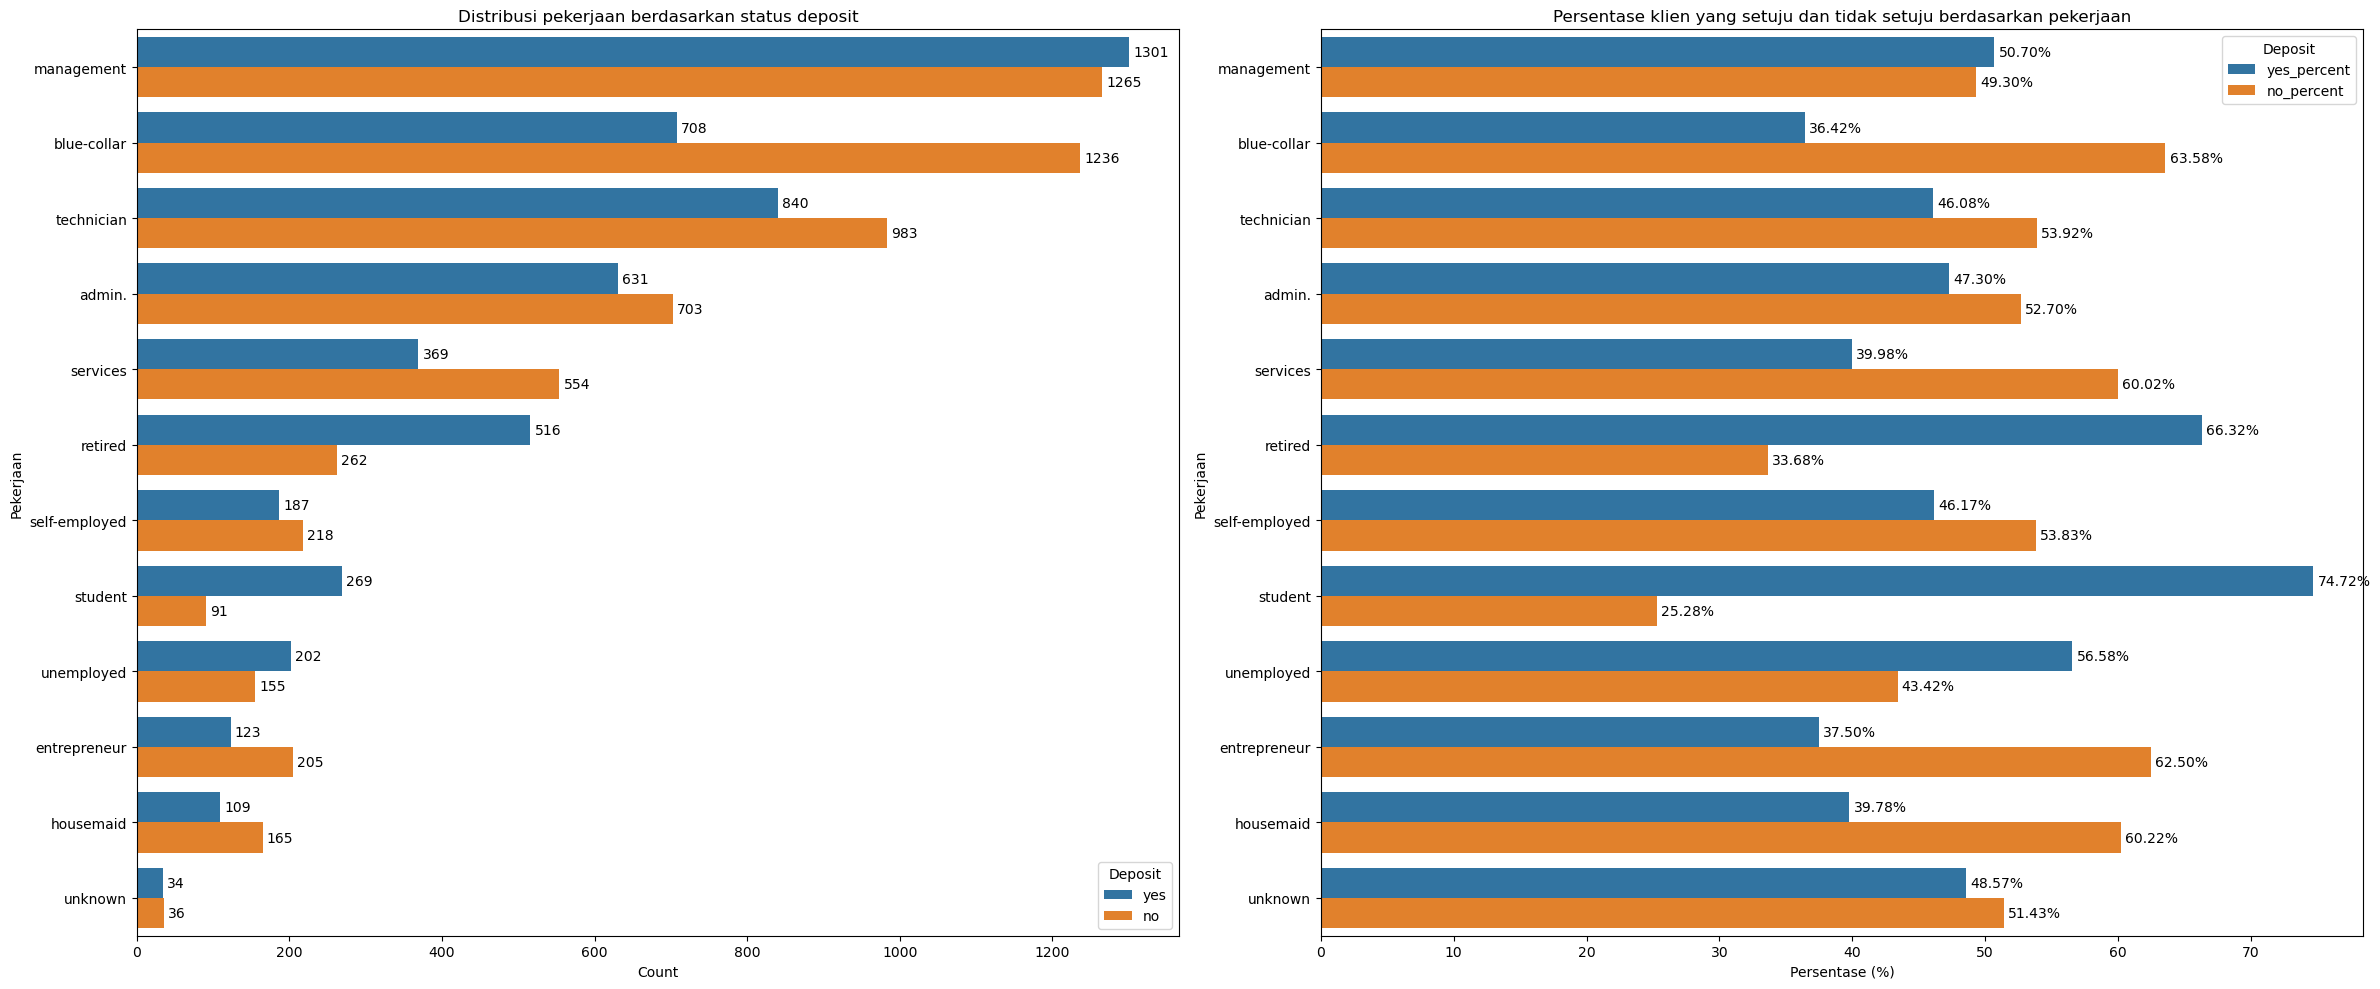 Distribusi pekerjaan berdasarkan status deposit
management
1301
1265
blue-collar
708
1236
technician
840
983
admin.
631
703
services
369
554
retired
516
262
self-employed
187
218
student
269
91
unemployed
202
155
entrepreneur
123
205
housemaid
109
165
unknown
34
36
Pekerjaan
0 200 400 600 800 1000 1200
Count
Deposit
yes
no
Persentase klien yang setuju dan tidak setuju berdasarkan pekerjaan
Deposit
yes_percent
no_percent
management
50.70%
49.30%
blue-collar
36.42%
63.58%
technician
46.08%
53.92%
admin.
47.30%
52.70%
services
39.98%
60.02%
retired
66.32%
33.68%
self-employed
46.17%
53.83%
student
74.72%
25.28%
unemployed
56.58%
43.42%
entrepreneur
37.50%
62.50%
housemaid
39.78%
60.22%
unknown
48.57%
51.43%
Pekerjaan
0 10 20 30 40 50 60 70
Persentase (%)